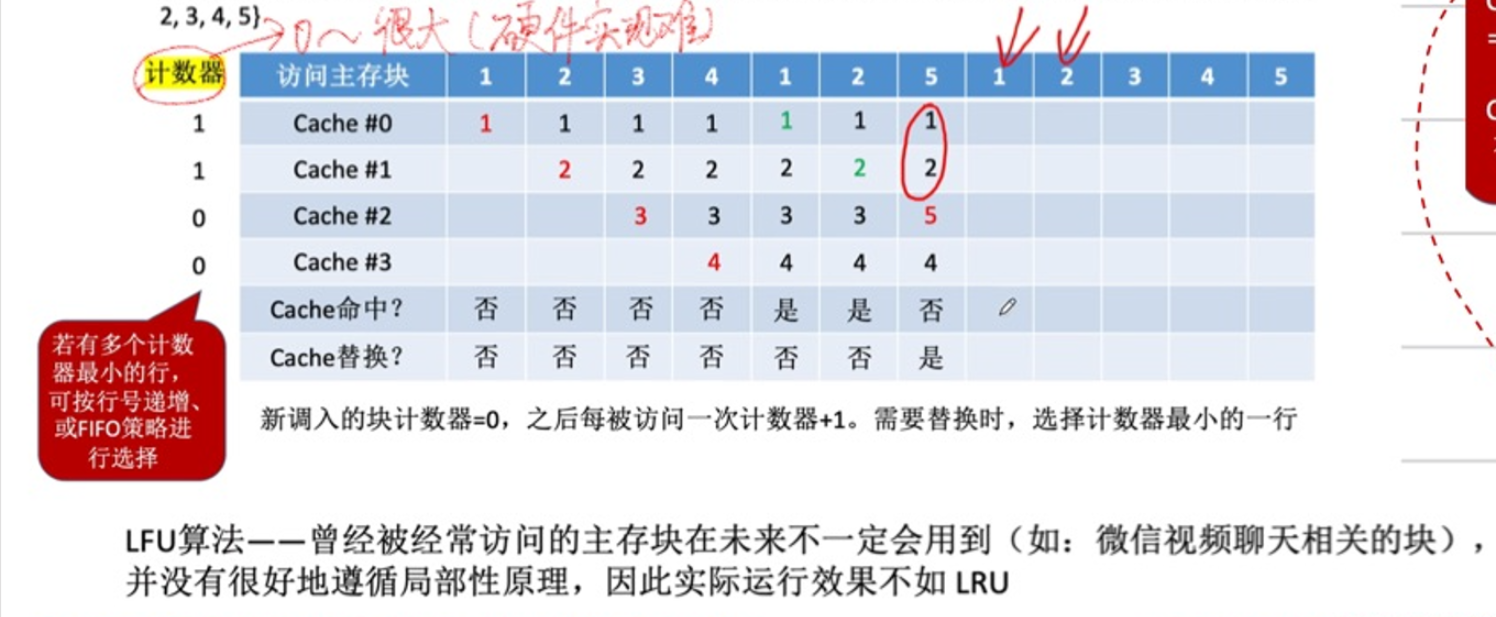 2, 3, 4, 5}
0～很大（硬件实现难）
计数器 访问主存块 1 2 3 4 1 2 5 1 2 3 4 5
1 Cache #0 1 1 1 1 1 1 1
1 Cache #1 2 2 2 2 2 2
0 Cache #2 3 3 3 3 5
0 Cache #3 4 4 4 4
Cache命中？ 否 否 否 否 是 是 否
Cache替换？ 否 否 否 否 否 否 是
若有多个计数
器最小的行，
可按行号递增、
或FIFO策略进
行选择
新调入的块计数器=0，之后每被访问一次计数器+1。需要替换时，选择计数器最小的一行
LFU算法——曾经被经常访问的主存块在未来不一定会用到（如：微信视频聊天相关的块），
并没有很好地遵循局部性原理，因此实际运行效果不如 LRU